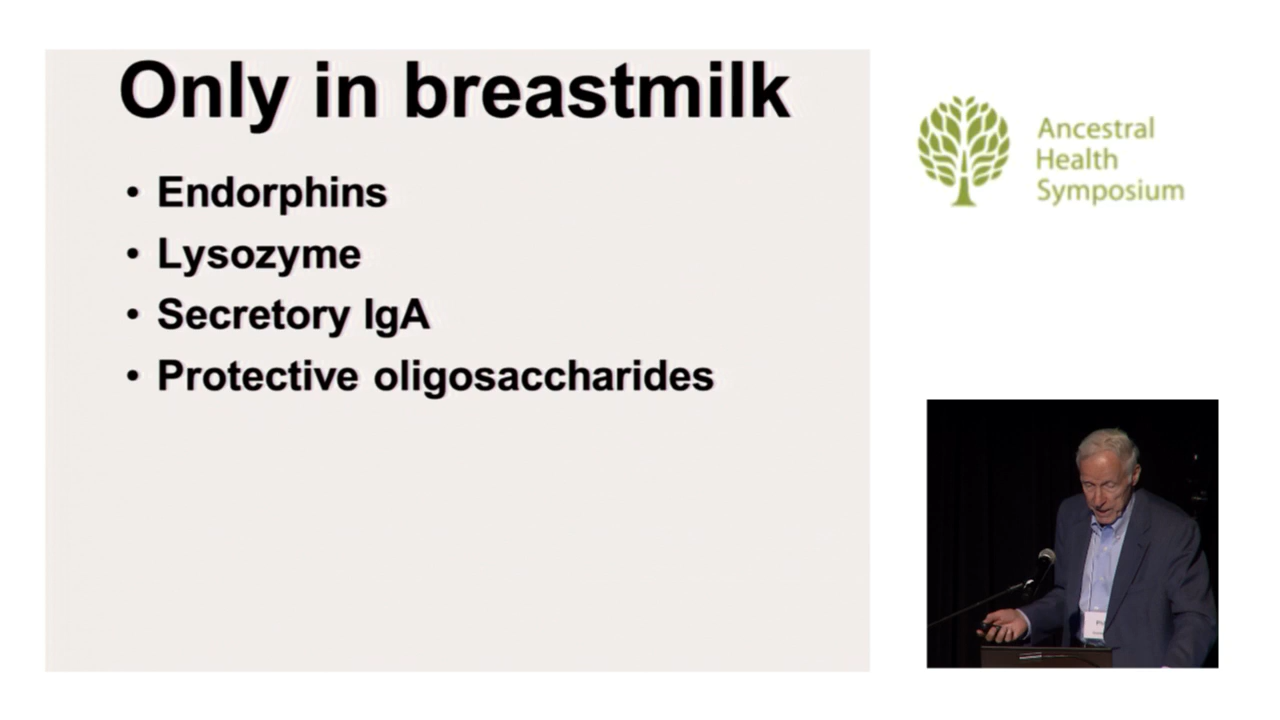 Only in breastmilk
• Endorphins
• Lysozyme
• Secretory IgA
• Protective oligosaccharides
Ancestral
Health
Symposium